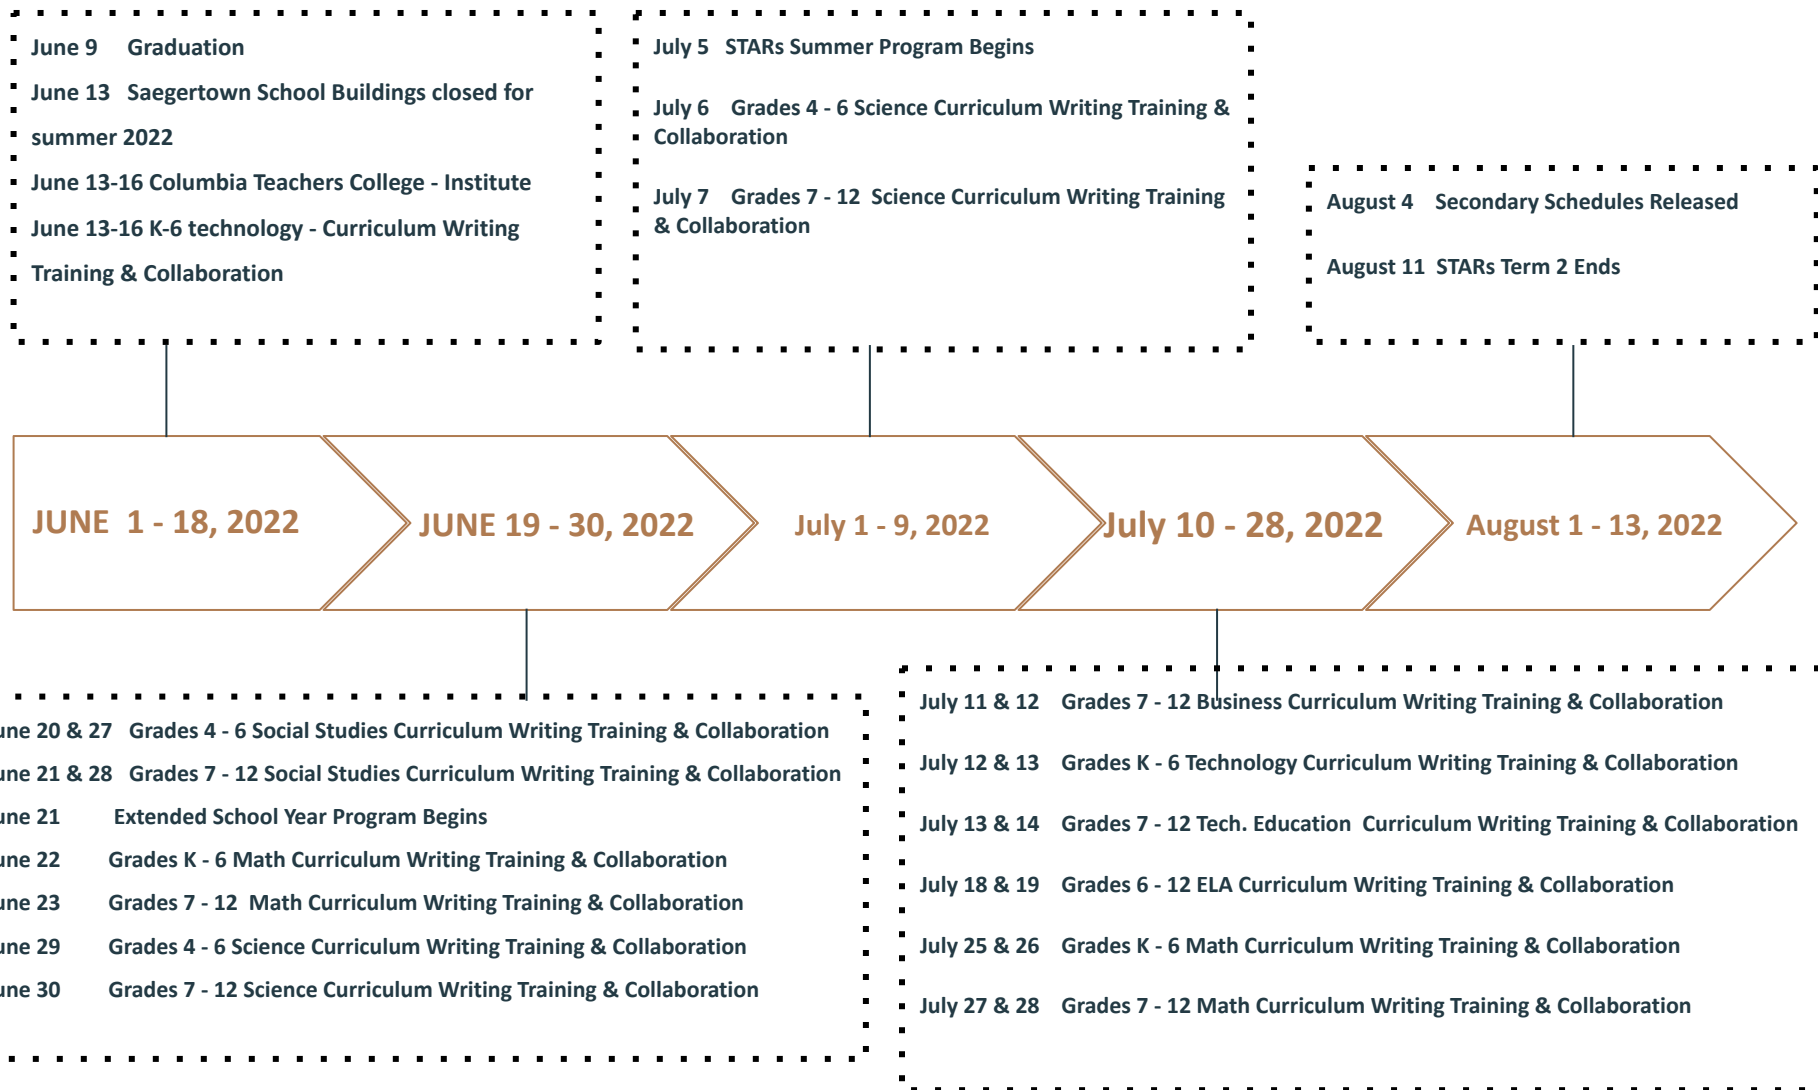 June 9 Graduation
June 13 Saegertown School Buildings closed for
summer 2022
June 13-16 Columbia Teachers College - Institute
June 13-16 K-6 technology - Curriculum Writing
Training & Collaboration
July 5 STARs Summer Program Begins
July 6 Grades 4 - 6 Science Curriculum Writing Training &
Collaboration
July 7 Grades 7 - 12 Science Curriculum Writing Training
& Collaboration
August 4 Secondary Schedules Released
August 11 STARs Term 2 Ends
JUNE 1 - 18, 2022
JUNE 19 - 30, 2022
July 1 - 9, 2022
July 10 - 28, 2022
August 1 - 13, 2022
une 20 & 27 Grades 4 - 6 Social Studies Curriculum Writing Training & Collaboration
une 21 & 28 Grades 7 - 12 Social Studies Curriculum Writing Training & Collaboration
une 21 Extended School Year Program Begins
une 22 Grades K - 6 Math Curriculum Writing Training & Collaboration
une 23 Grades 7 - 12 Math Curriculum Writing Training & Collaboration
une 29 Grades 4 - 6 Science Curriculum Writing Training & Collaboration
une 30 Grades 7 - 12 Science Curriculum Writing Training & Collaboration
July 11 & 12 Grades 7 - 12 Business Curriculum Writing Training & Collaboration
July 12 & 13 Grades K - 6 Technology Curriculum Writing Training & Collaboration
July 13 & 14 Grades 7 - 12 Tech. Education Curriculum Writing Training & Collaboration
July 18 & 19 Grades 6 - 12 ELA Curriculum Writing Training & Collaboration
July 25 & 26 Grades K - 6 Math Curriculum Writing Training & Collaboration
July 27 & 28 Grades 7 - 12 Math Curriculum Writing Training & Collaboration